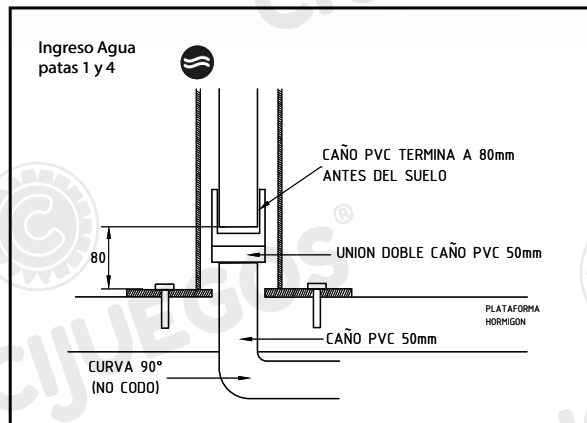 Ingreso Agua
patas 1 y 4
CAÑO PVC TERMINA A 80mm
ANTES DEL SUELO
80
UNION DOBLE CAÑO PVC 50mm
PLATAFORMA
HORMIGON
CAÑO PVC 50mm
CURVA 90°
(NO CODO)
CIJUEGOS®